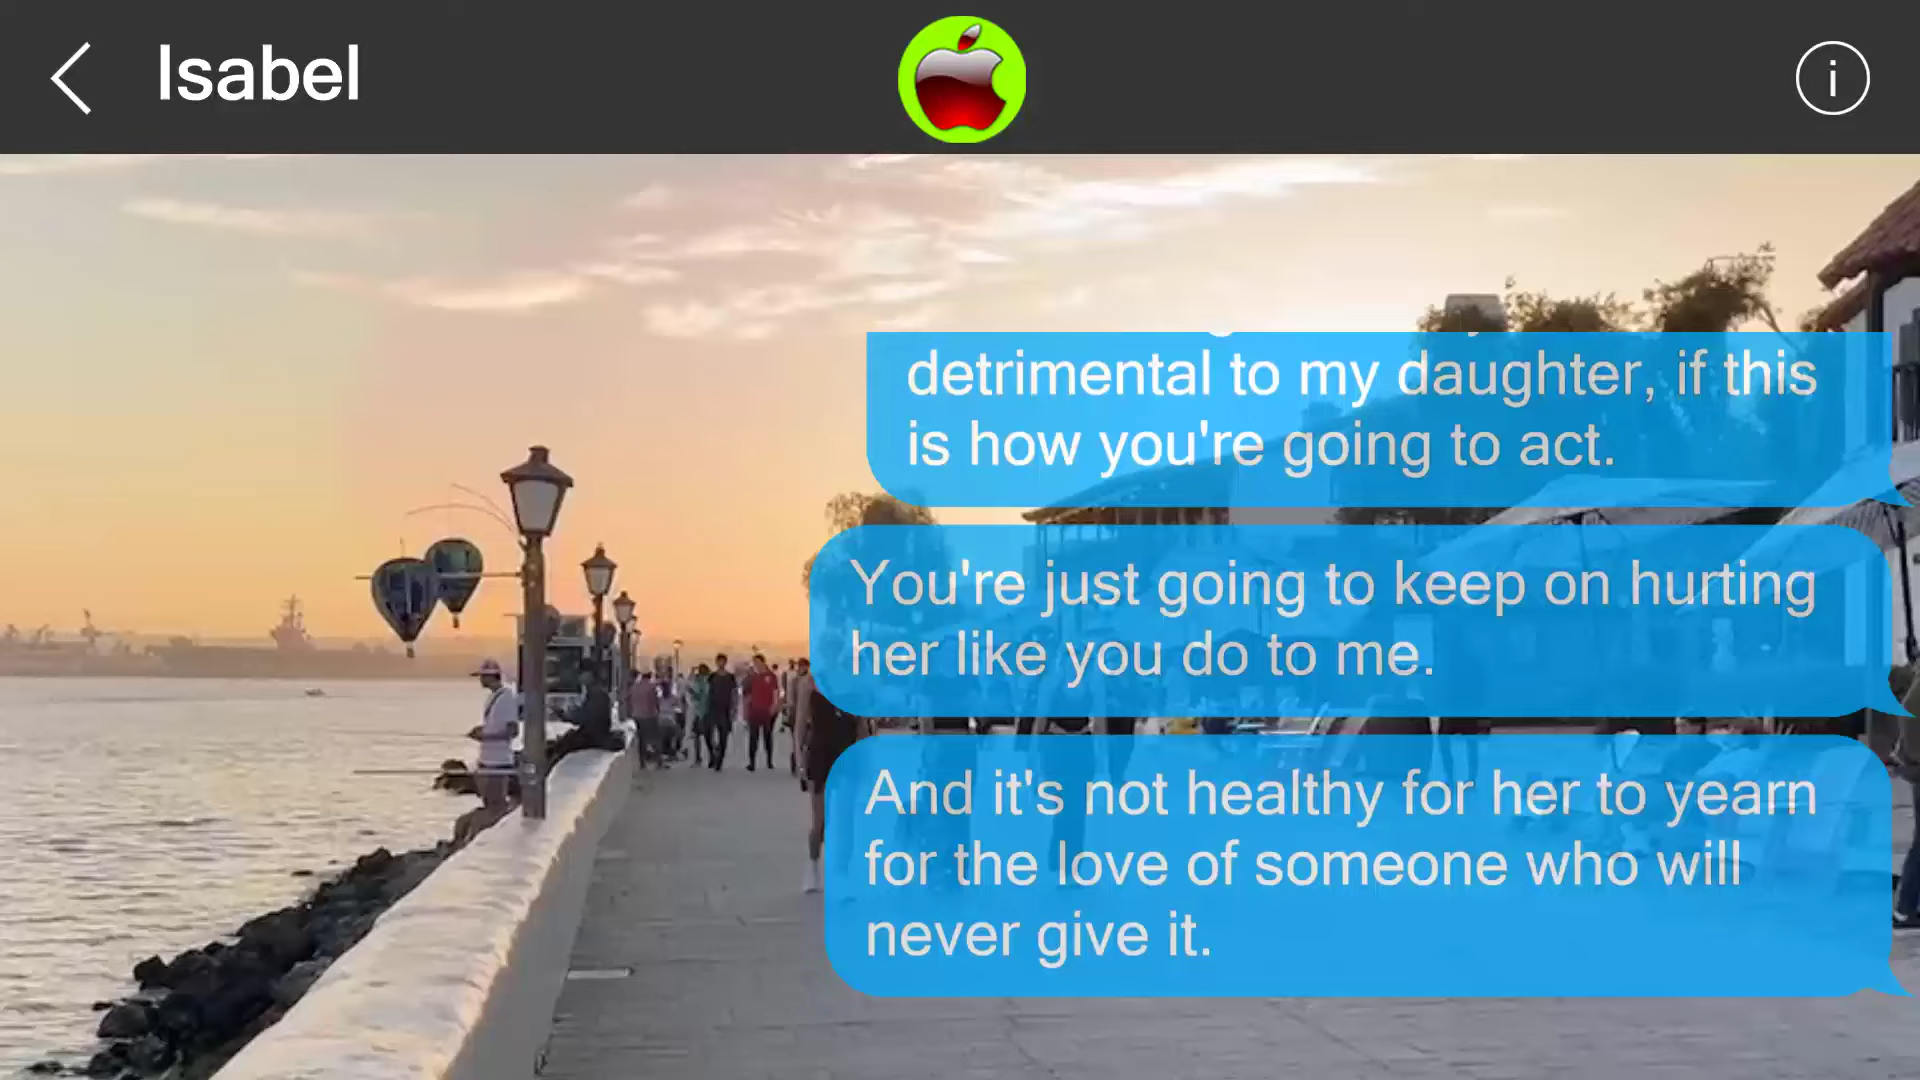 Isabel
i
detrimental to my daughter, if this
is how you're going to act.
You're just going to keep on hurting
her like you do to me.
And it's not healthy for her to yearn
for the love of someone who will
never give it.